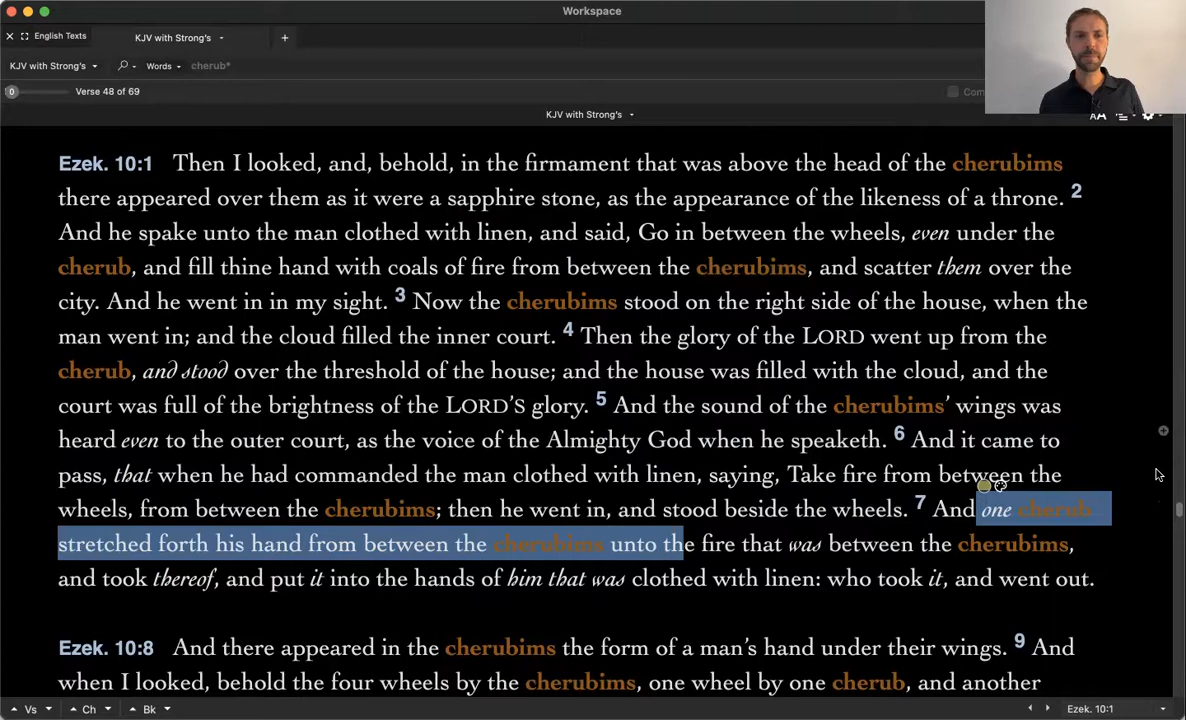 Workspace
English Texts
KJV with Strong's
+
KJV with Strong's
Words
cherub*
0
Verse 48 of 69
Com
KJV with Strong's
AA
Ezek. 10:1 Then I looked, and, behold, in the firmament that was above the head of the cherubims
there appeared over them as it were a sapphire stone, as the appearance of the likeness of a throne. 2
And he spake unto the man clothed with linen, and said, Go in between the wheels, even under the
cherub, and fill thine hand with coals of fire from between the cherubims, and scatter them over the
city. And he went in in my sight. 3 Now the cherubims stood on the right side of the house, when the
man went in; and the cloud filled the inner court. 4 Then the glory of the LORD went up from the
cherub, and stood over the threshold of the house; and the house was filled with the cloud, and the
court was full of the brightness of the LORD'S glory. 5 And the sound of the cherubims’ wings was
heard even to the outer court, as the voice of the Almighty God when he speaketh. 6 And it came to
pass, that when he had commanded the man clothed with linen, saying, Take fire from between the
wheels, from between the cherubims; then he went in, and stood beside the wheels. 7 And one cherub
stretched forth his hand from between the cherubims unto the fire that was between the cherubims,
and took thereof, and put it into the hands of him that was clothed with linen: who took it, and went out.
Ezek. 10:8 And there appeared in the cherubims the form of a man’s hand under their wings. 9 And
when I looked, behold the four wheels by the cherubims, one wheel by one cherub, and another
Vs
Ch
Bk
Ezek. 10:1